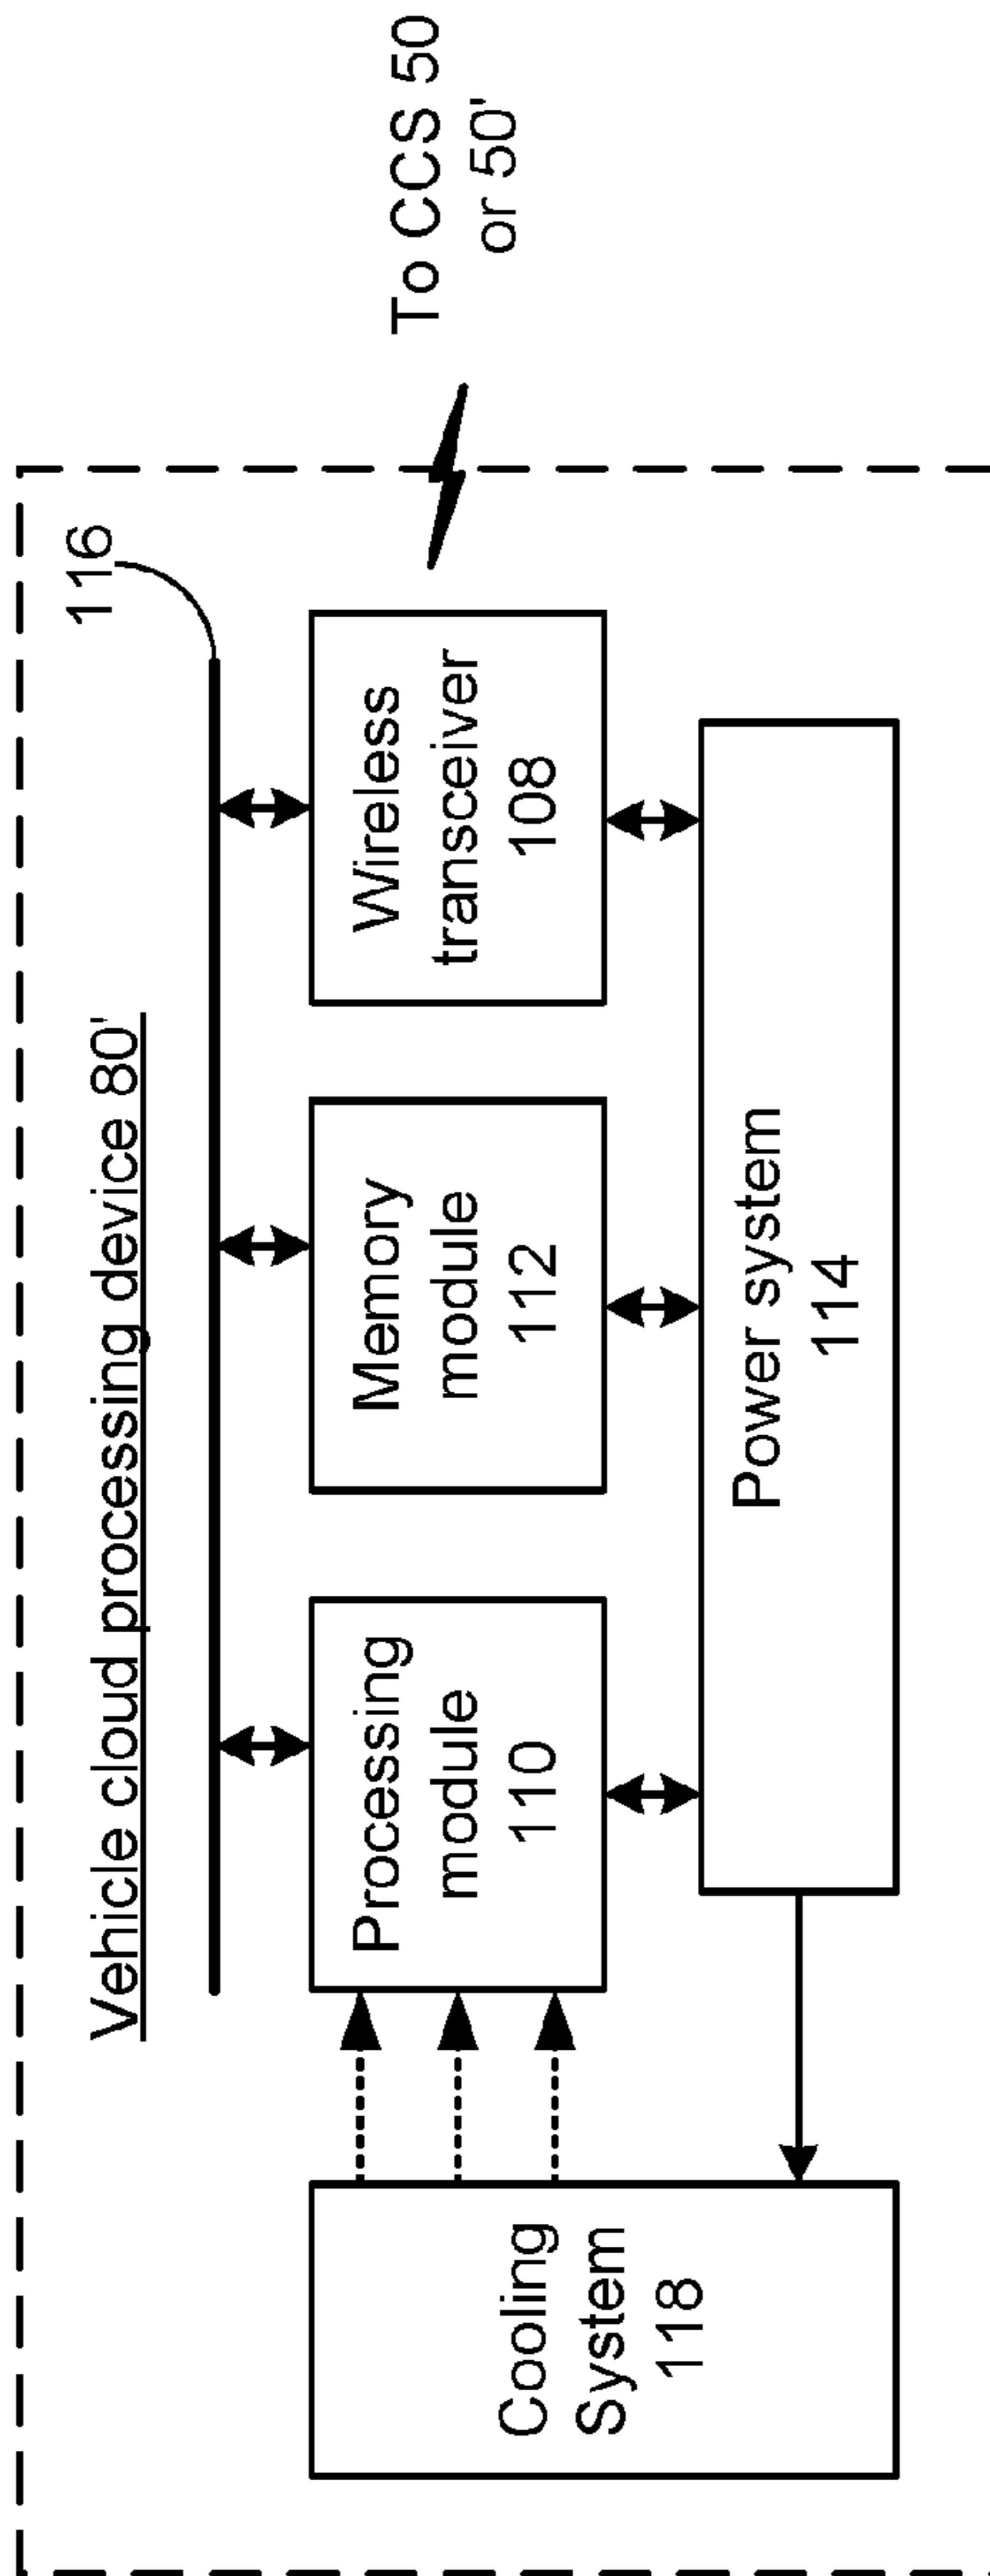 Vehicle cloud processing device 80'
116
To CCS 50
or 50'
Processing
module
110
Memory
module
112
Wireless
transceiver
108
Cooling
System
118
Power system
114